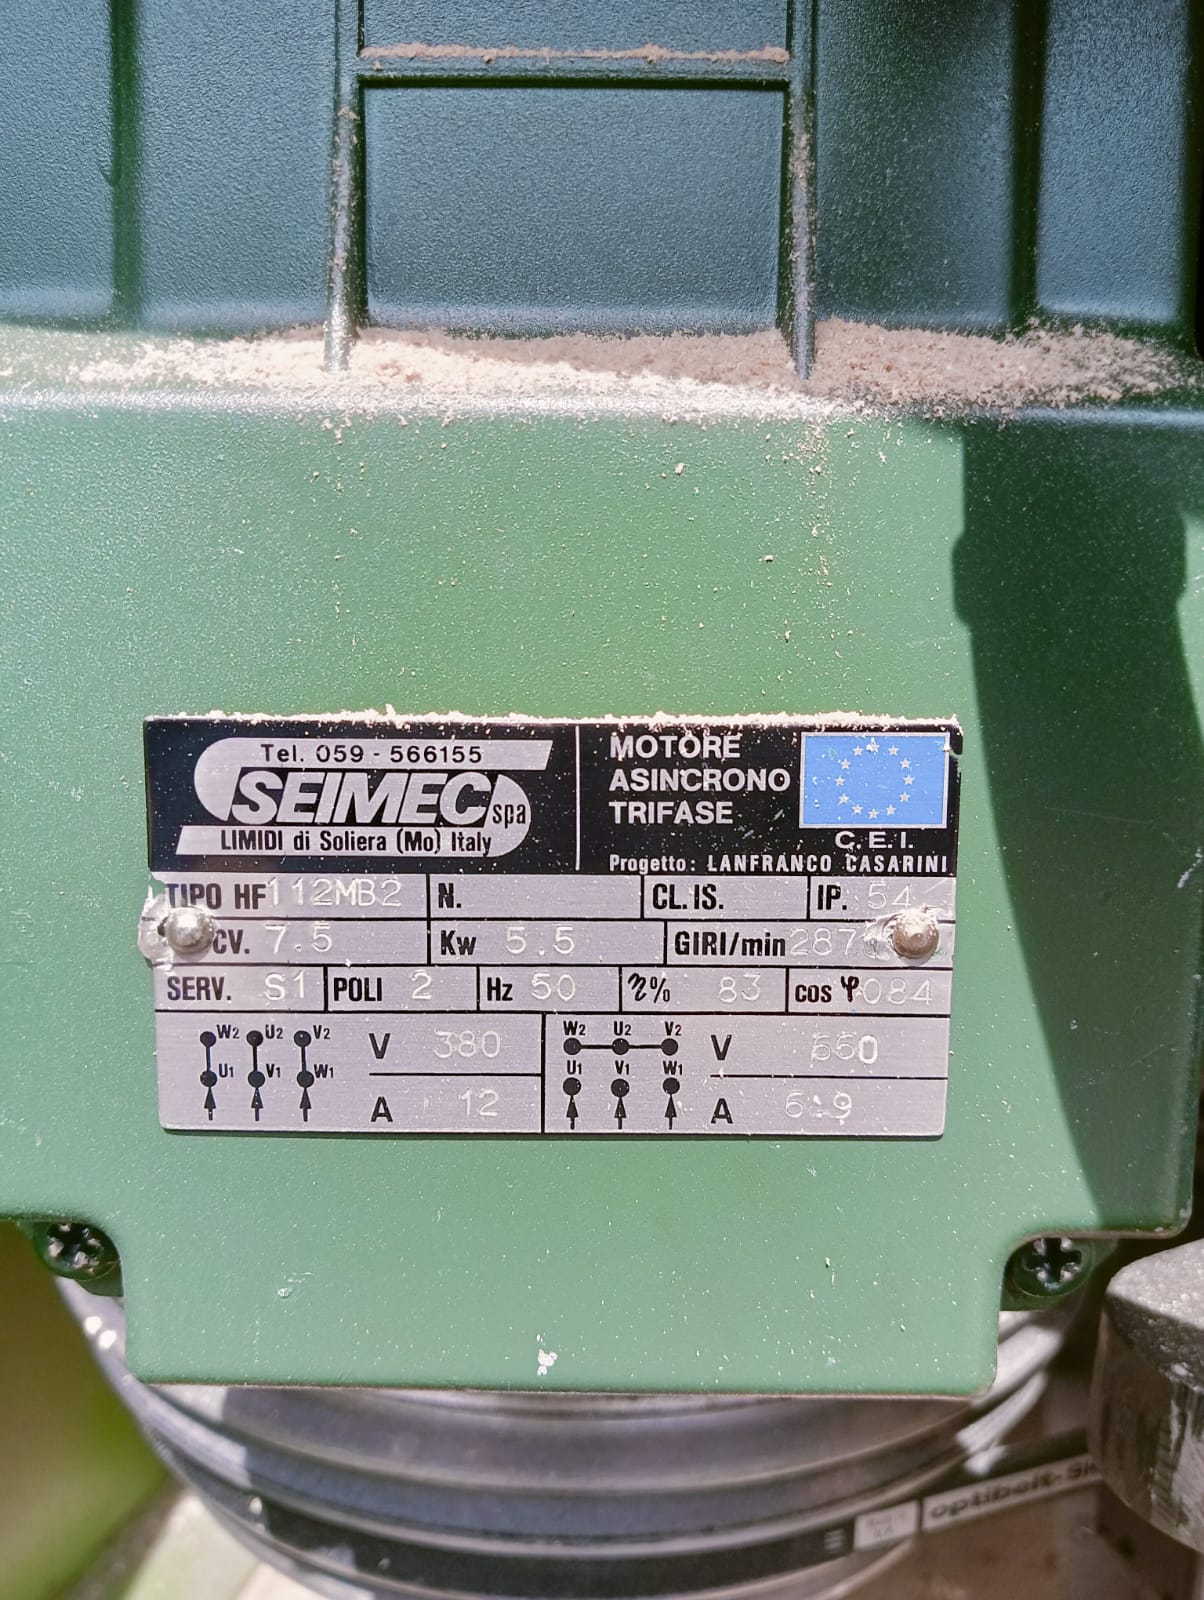 Tel. 059 - 566155
SEIMEC spa
LIMIDI di Soliera (Mo) Italy
MOTORE
ASINCRONO
TRIFASE
C.E.I.
Progetto: LANFRANCO CASARINI
TIPO HF 112MB2 N. CL.IS. IP. 54
CV. 7.5 Kw 5.5 GIRI/min
SERV. S1 POLI 2 Hz 50 η% 83 cos φ 084
W2 U2 V2 V 380 W2 U2 V2 V
U1 V1 W1 A 12 U1 V1 W1 A 6.9